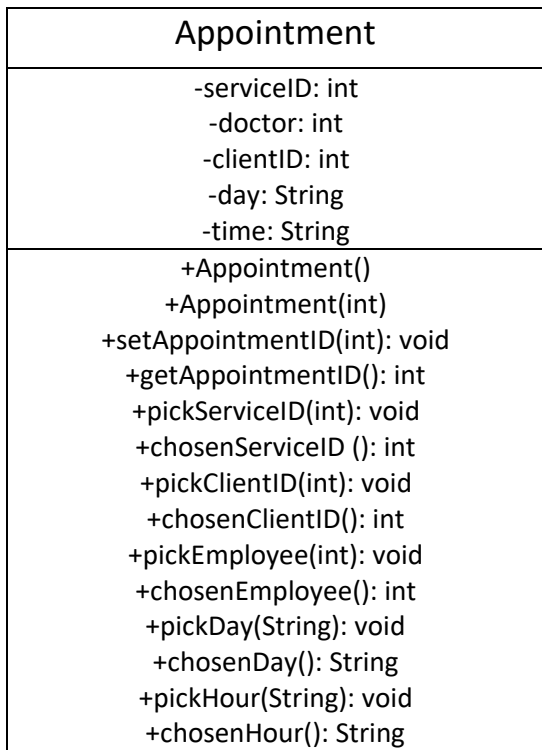 Appointment
-serviceID: int
-doctor: int
-clientID: int
-day: String
-time: String
+Appointment()
+Appointment(int)
+setAppointmentID(int): void
+getAppointmentID(): int
+pickServiceID(int): void
+chosenServiceID (): int
+pickClientID(int): void
+chosenClientID(): int
+pickEmployee(int): void
+chosenEmployee(): int
+pickDay(String): void
+chosenDay(): String
+pickHour(String): void
+chosenHour(): String